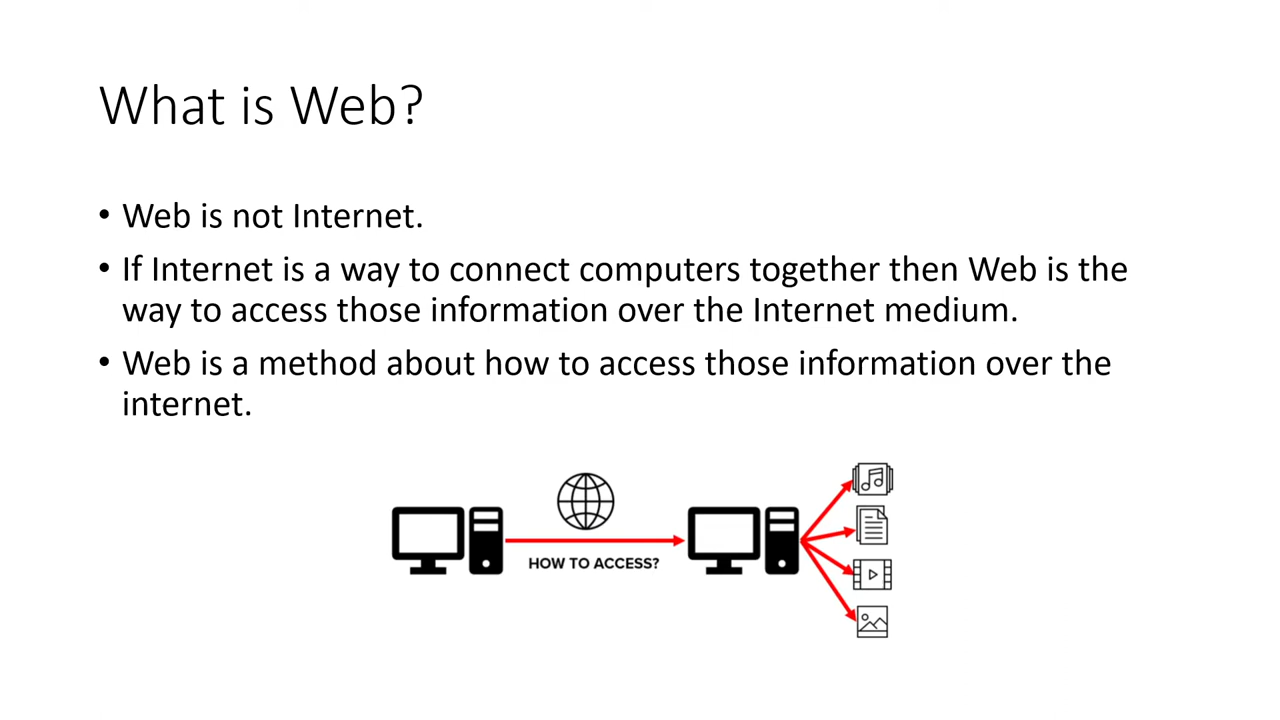 What is Web?
• Web is not Internet.
• If Internet is a way to connect computers together then Web is the
way to access those information over the Internet medium.
• Web is a method about how to access those information over the
internet.
HOW TO ACCESS?